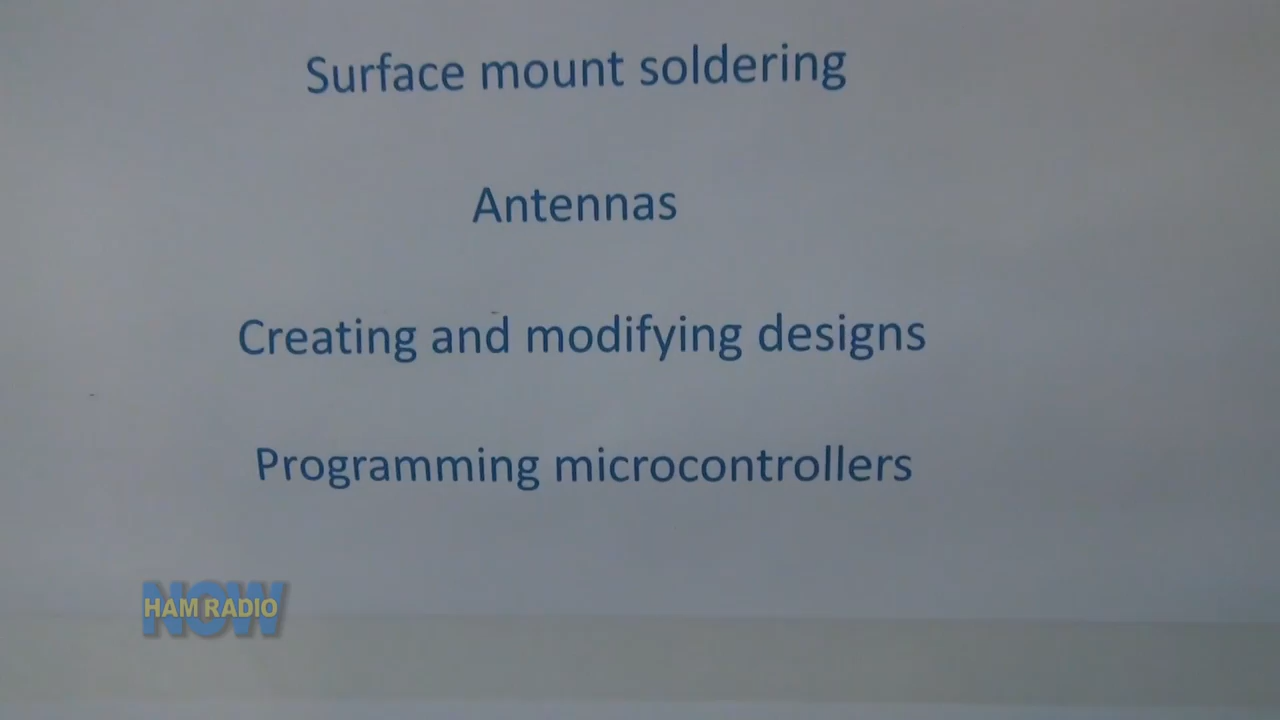 Surface mount soldering
Antennas
Creating and modifying designs
Programming microcontrollers
NOW
HAM RADIO